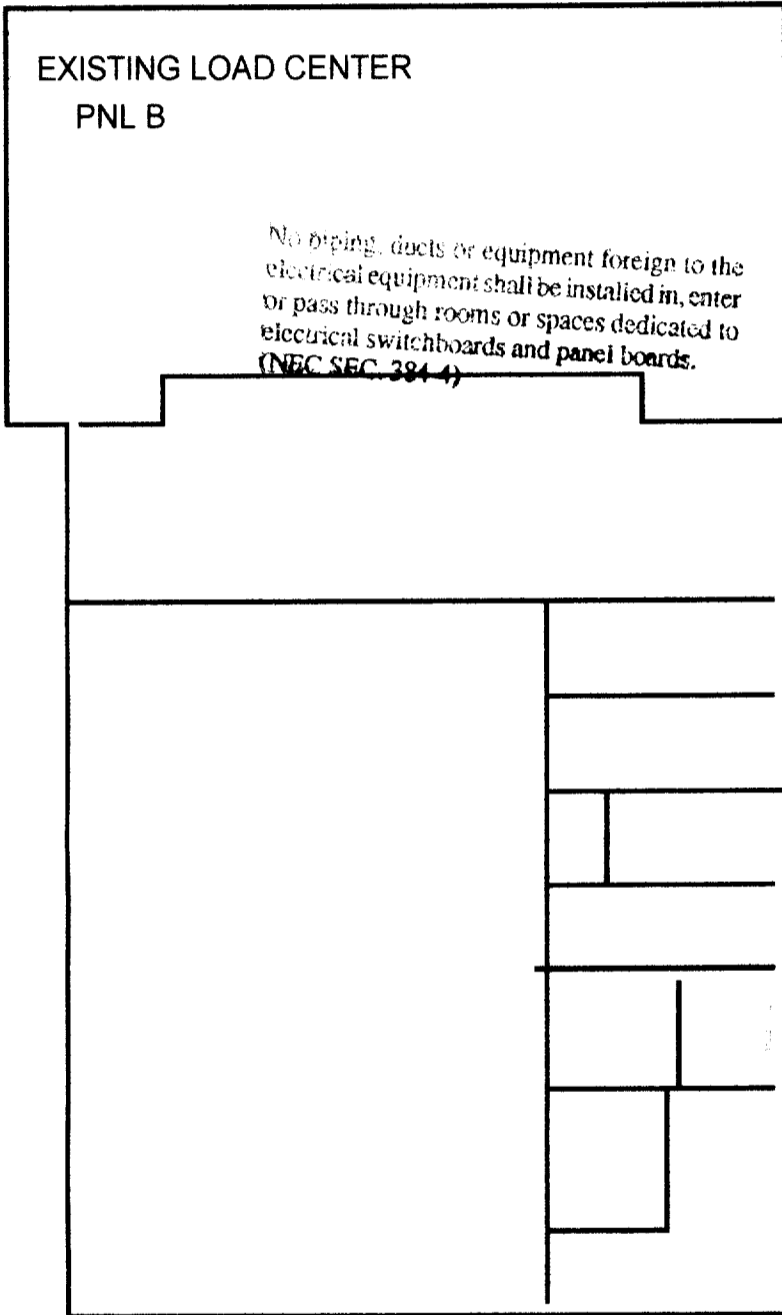 EXISTING LOAD CENTER
PNL B
No piping, ducts or equipment foreign to the
electrical equipment shall be installed in, enter
or pass through rooms or spaces dedicated to
electrical switchboards and panel boards.
(NEC SEC. 384-4)